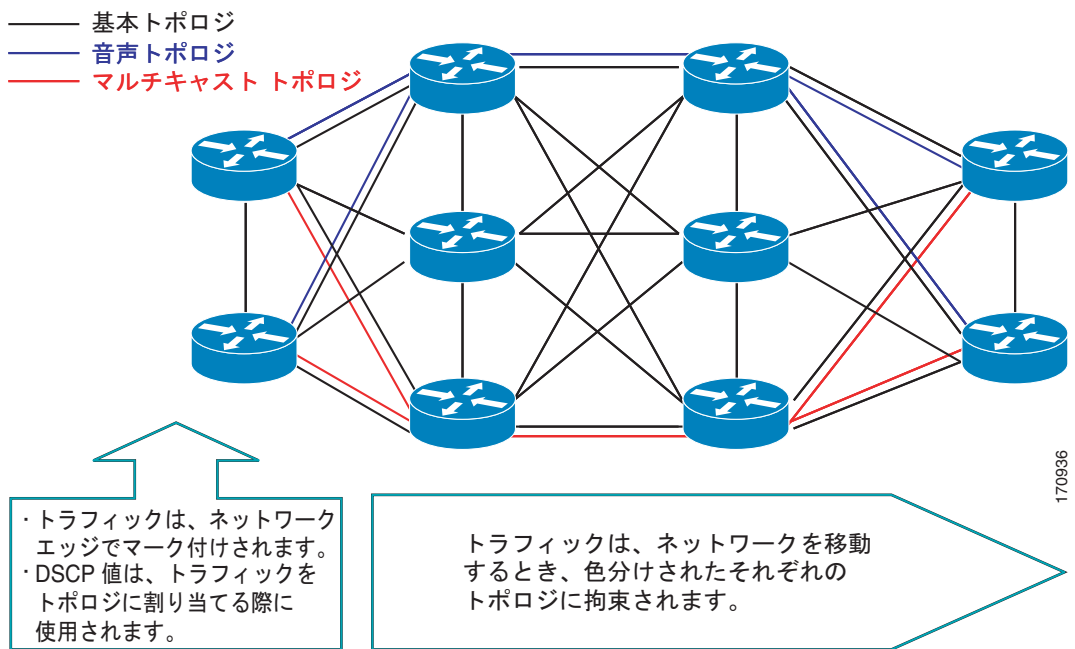 基本トポロジ
音声トポロジ
マルチキャスト トポロジ
・トラフィックは、ネットワーク
エッジでマーク付けされます。
・DSCP 値は、トラフィックを
トポロジに割り当てる際に
使用されます。
トラフィックは、ネットワークを移動
するとき、色分けされたそれぞれの
トポロジに拘束されます。
170936